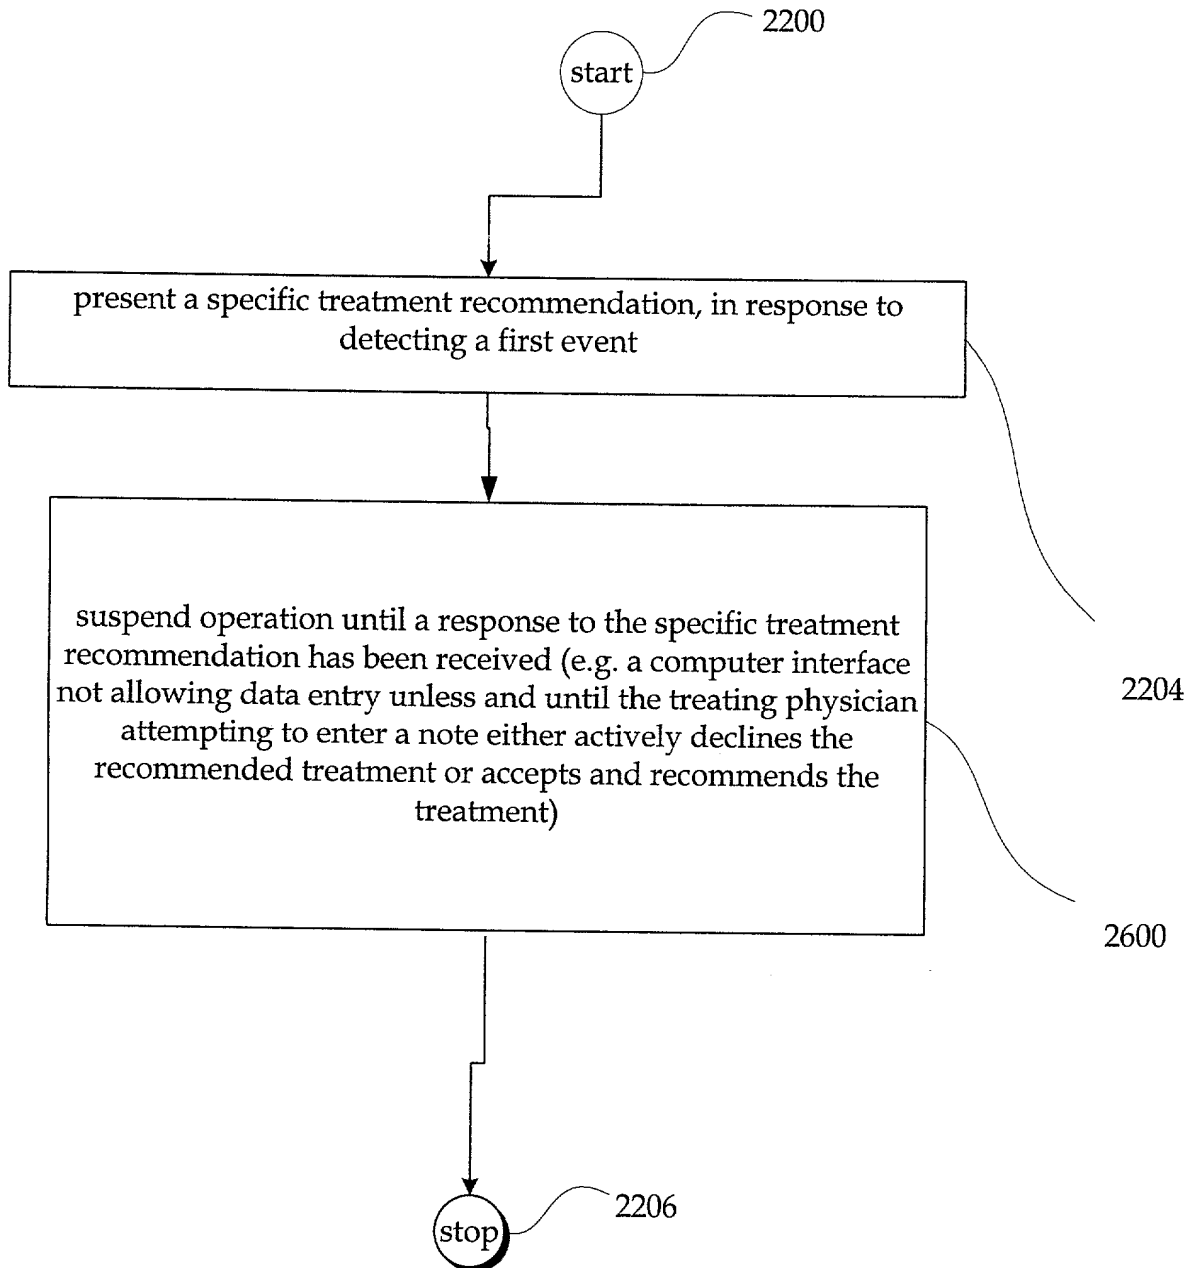 2200
start
present a specific treatment recommendation, in response to
detecting a first event
2204
suspend operation until a response to the specific treatment
recommendation has been received (e.g. a computer interface
not allowing data entry unless and until the treating physician
attempting to enter a note either actively declines the
recommended treatment or accepts and recommends the
treatment)
2600
stop
2206